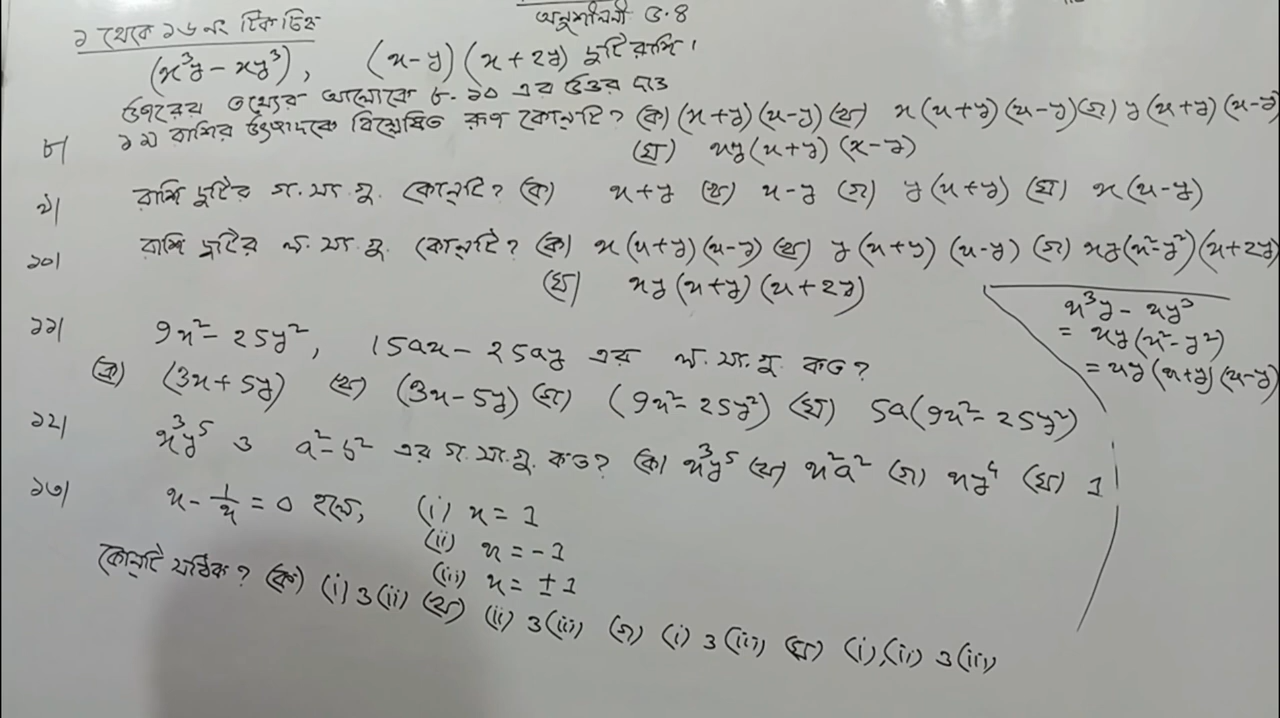 অনুশীলনী ৩.৪
১ থেকে ১৬ নং টিক চিহ্ন
(x³y – xy³), (x-y) (x+2y) দুটি রাশি।
উপরের তথ্যের আলোকে ৮-১০ এর উত্তর দাও
৮। ১ম রাশির উৎপাদকে বিশ্লেষিত রূপ কোনটি? (ক) (x+y) (x-y) (খ) x(x+y)(x-y) (গ) y(x+y)(x-y)
(ঘ) xy(x+y) (x-y)
৯। রাশি দুটির গ.সা.গু. কোনটি? (ক) x+y (খ) x-y (গ) y(x+y) (ঘ) x(x-y)
১০। রাশি দুটির ল.সা.গু. কোনটি? (ক) x(x+y)(x-y) (খ) y(x+y) (x-y) (গ) xy(x²-y²)(x+2y)
(ঘ) xy(x+y)(x+2y)
x³y – xy³
= xy(x²-y²)
= xy(x+y)(x-y)
১১। 9x² – 25y², 15ax – 25ay এর ল.সা.গু. কত?
(ক) (3x+5y) (খ) (3x-5y) (গ) (9x²-25y²) (ঘ) 5a(9x²-25y²)
১২। x³y⁵ ও a²-b² এর গ.সা.গু. কত? (ক) x³y⁵ (খ) x²a² (গ) xy⁴ (ঘ) 1
১৩। x - 1/x = 0 হলে, (i) x = 1
(ii) x = -1
(iii) x = ±1
কোনটি সঠিক? (ক) (i) ও (ii) (খ) (ii) ও (iii) (গ) (i) ও (iii) (ঘ) (i), (ii) ও (iii)